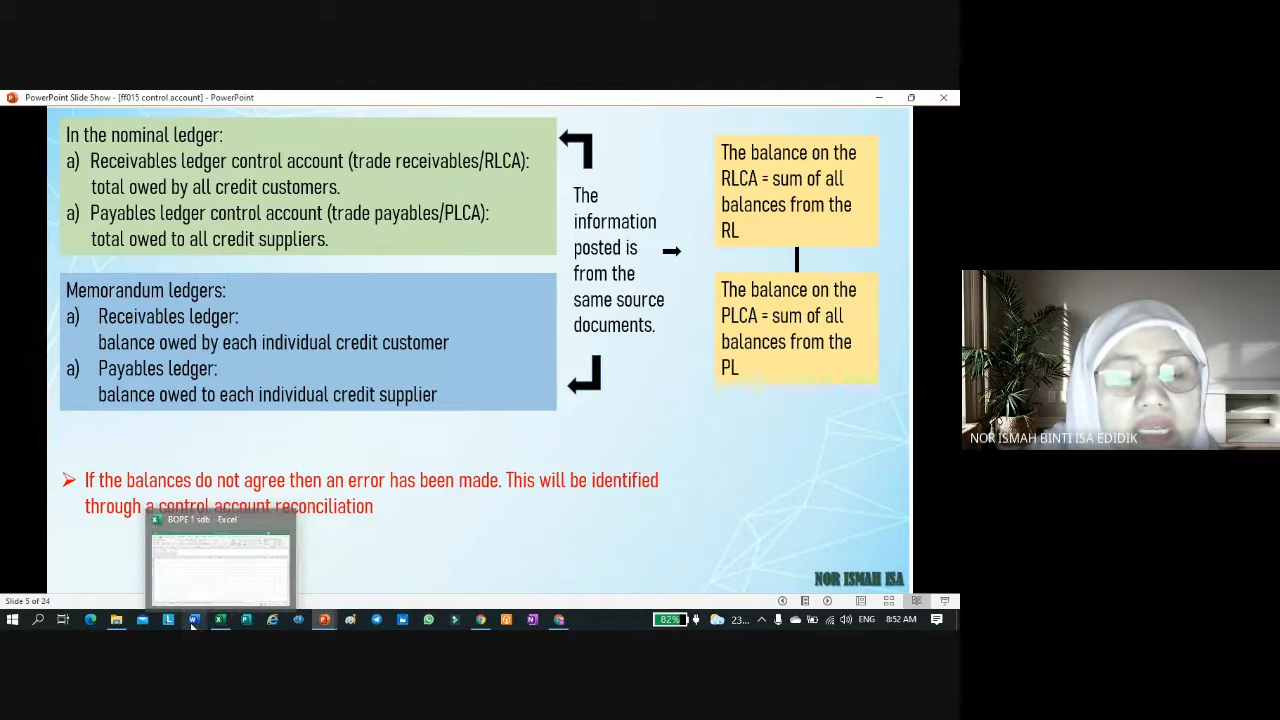 PowerPoint Slide Show - [ff015 control account] - PowerPoint
In the nominal ledger:
a) Receivables ledger control account (trade receivables/RLCA):
total owed by all credit customers.
a) Payables ledger control account (trade payables/PLCA):
total owed to all credit suppliers.
Memorandum ledgers:
a) Receivables ledger:
balance owed by each individual credit customer
a) Payables ledger:
balance owed to each individual credit supplier
The
information
posted is
from the
same source
documents.
The balance on the
RLCA = sum of all
balances from the
RL
The balance on the
PLCA = sum of all
balances from the
PL
If the balances do not agree then an error has been made. This will be identified
through a control account reconciliation
BOPE 1 sdb - Excel
NOR ISMAH ISA
NOR ISMAH BINTI ISA EDIDIK
Slide 5 of 24
82%
23...
ENG
8:52 AM